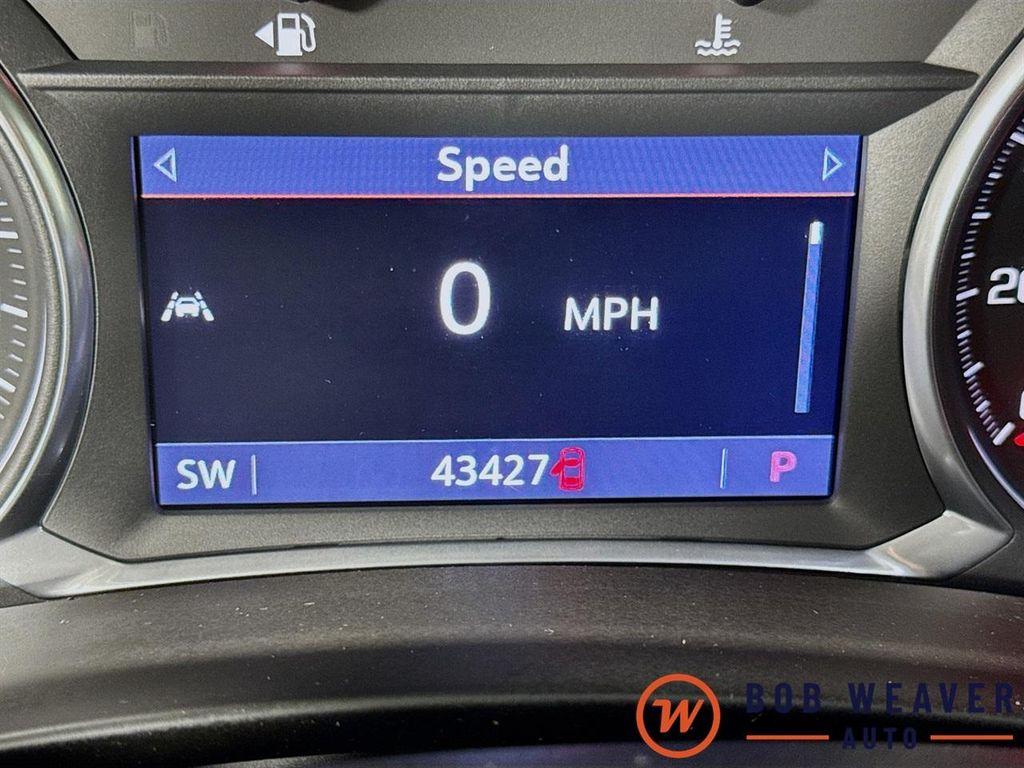 Speed
0 MPH
SW 43427 P
W BOB WEAVER
AUTO